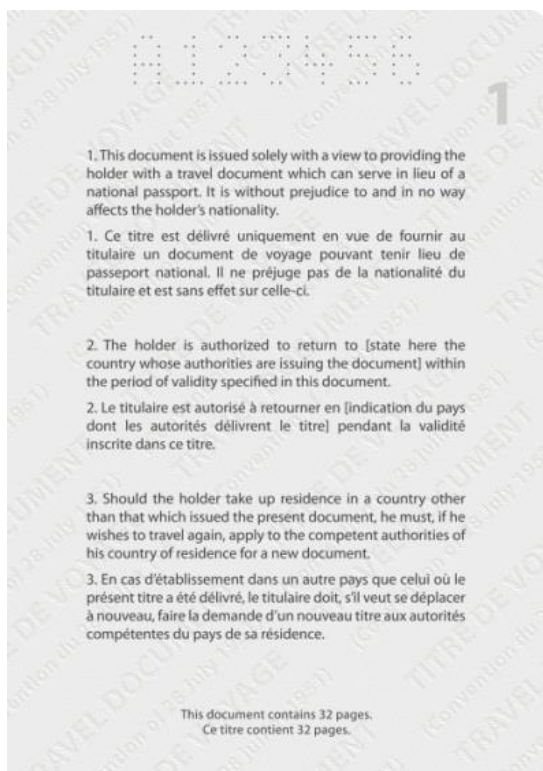 A123456
1
1. This document is issued solely with a view to providing the
holder with a travel document which can serve in lieu of a
national passport. It is without prejudice to and in no way
affects the holder’s nationality.
1. Ce titre est délivré uniquement en vue de fournir au
titulaire un document de voyage pouvant tenir lieu de
passeport national. Il ne préjuge pas de la nationalité du
titulaire et est sans effet sur celle-ci.
2. The holder is authorized to return to [state here the
country whose authorities are issuing the document] within
the period of validity specified in this document.
2. Le titulaire est autorisé à retourner en [indication du pays
dont les autorités délivrent le titre] pendant la validité
inscrite dans ce titre.
3. Should the holder take up residence in a country other
than that which issued the present document, he must, if he
wishes to travel again, apply to the competent authorities of
his country of residence for a new document.
3. En cas d’établissement dans un autre pays que celui où le
présent titre a été délivré, le titulaire doit, s’il veut se déplacer
à nouveau, faire la demande d’un nouveau titre aux autorités
compétentes du pays de sa résidence.
This document contains 32 pages.
Ce titre contient 32 pages.